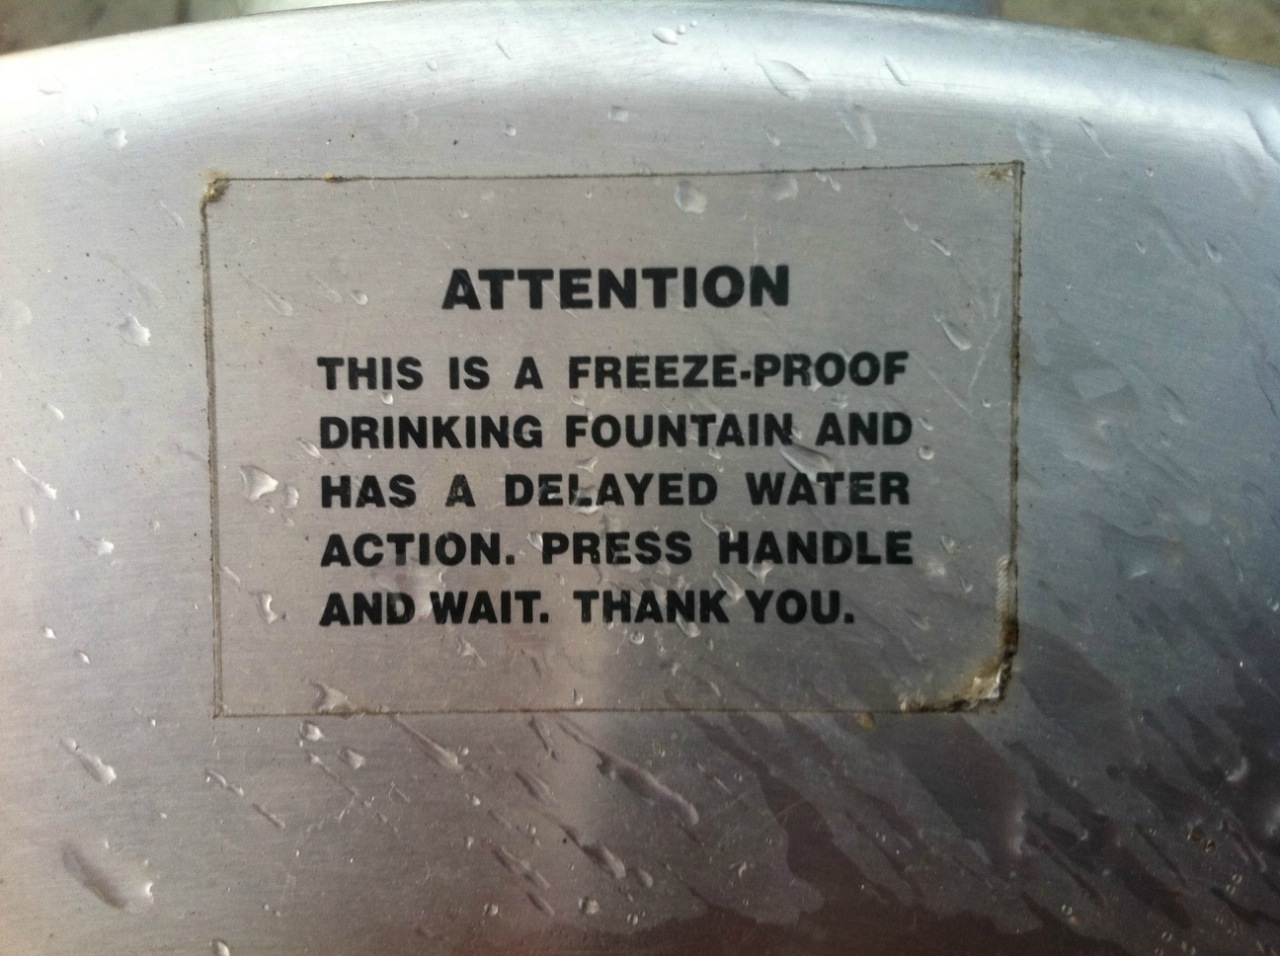 ATTENTION
THIS IS A FREEZE-PROOF
DRINKING FOUNTAIN AND
HAS A DELAYED WATER
ACTION. PRESS HANDLE
AND WAIT. THANK YOU.